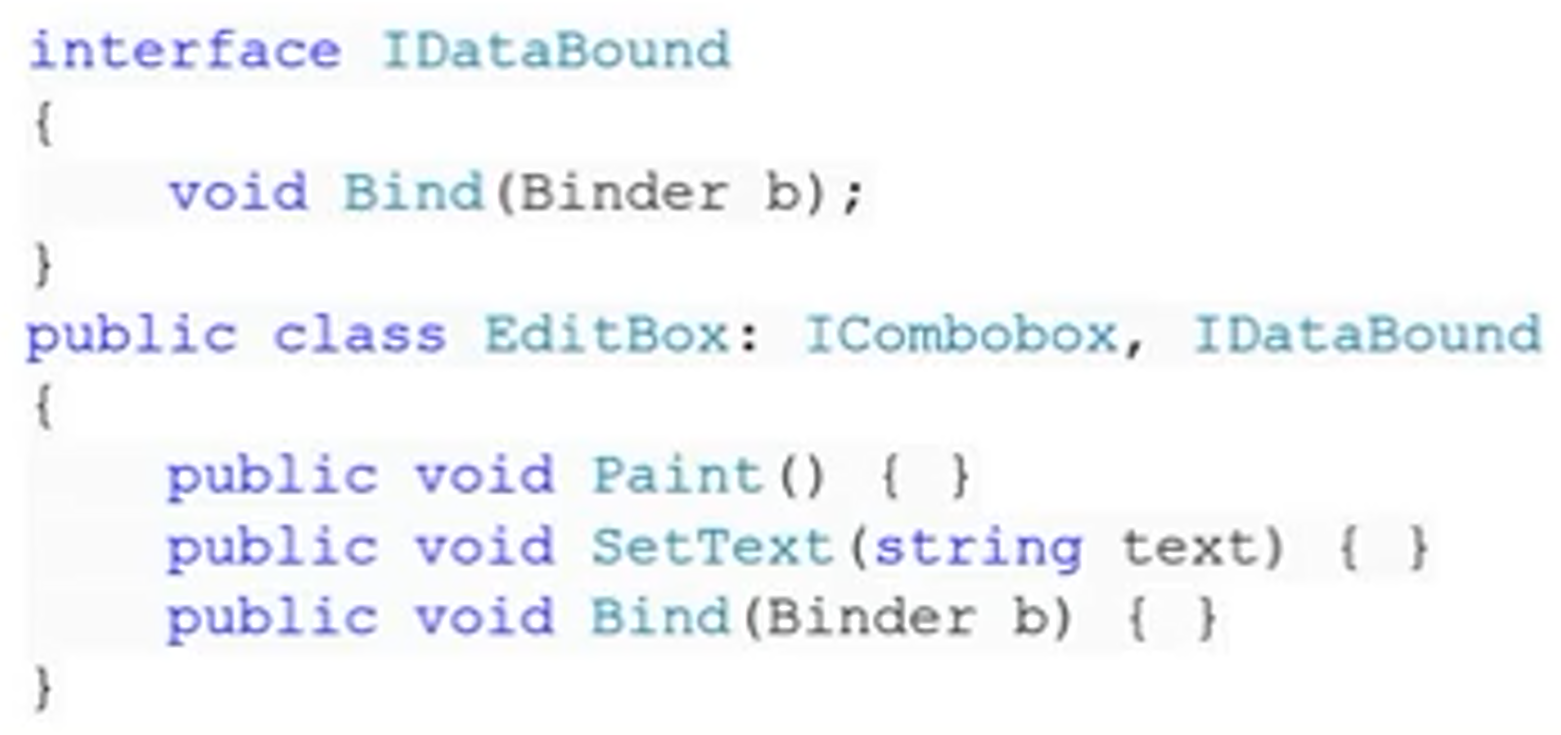 interface IDataBound
{
    void Bind(Binder b);
}
public class EditBox: ICombobox, IDataBound
{
    public void Paint() { }
    public void SetText(string text) { }
    public void Bind(Binder b) { }
}